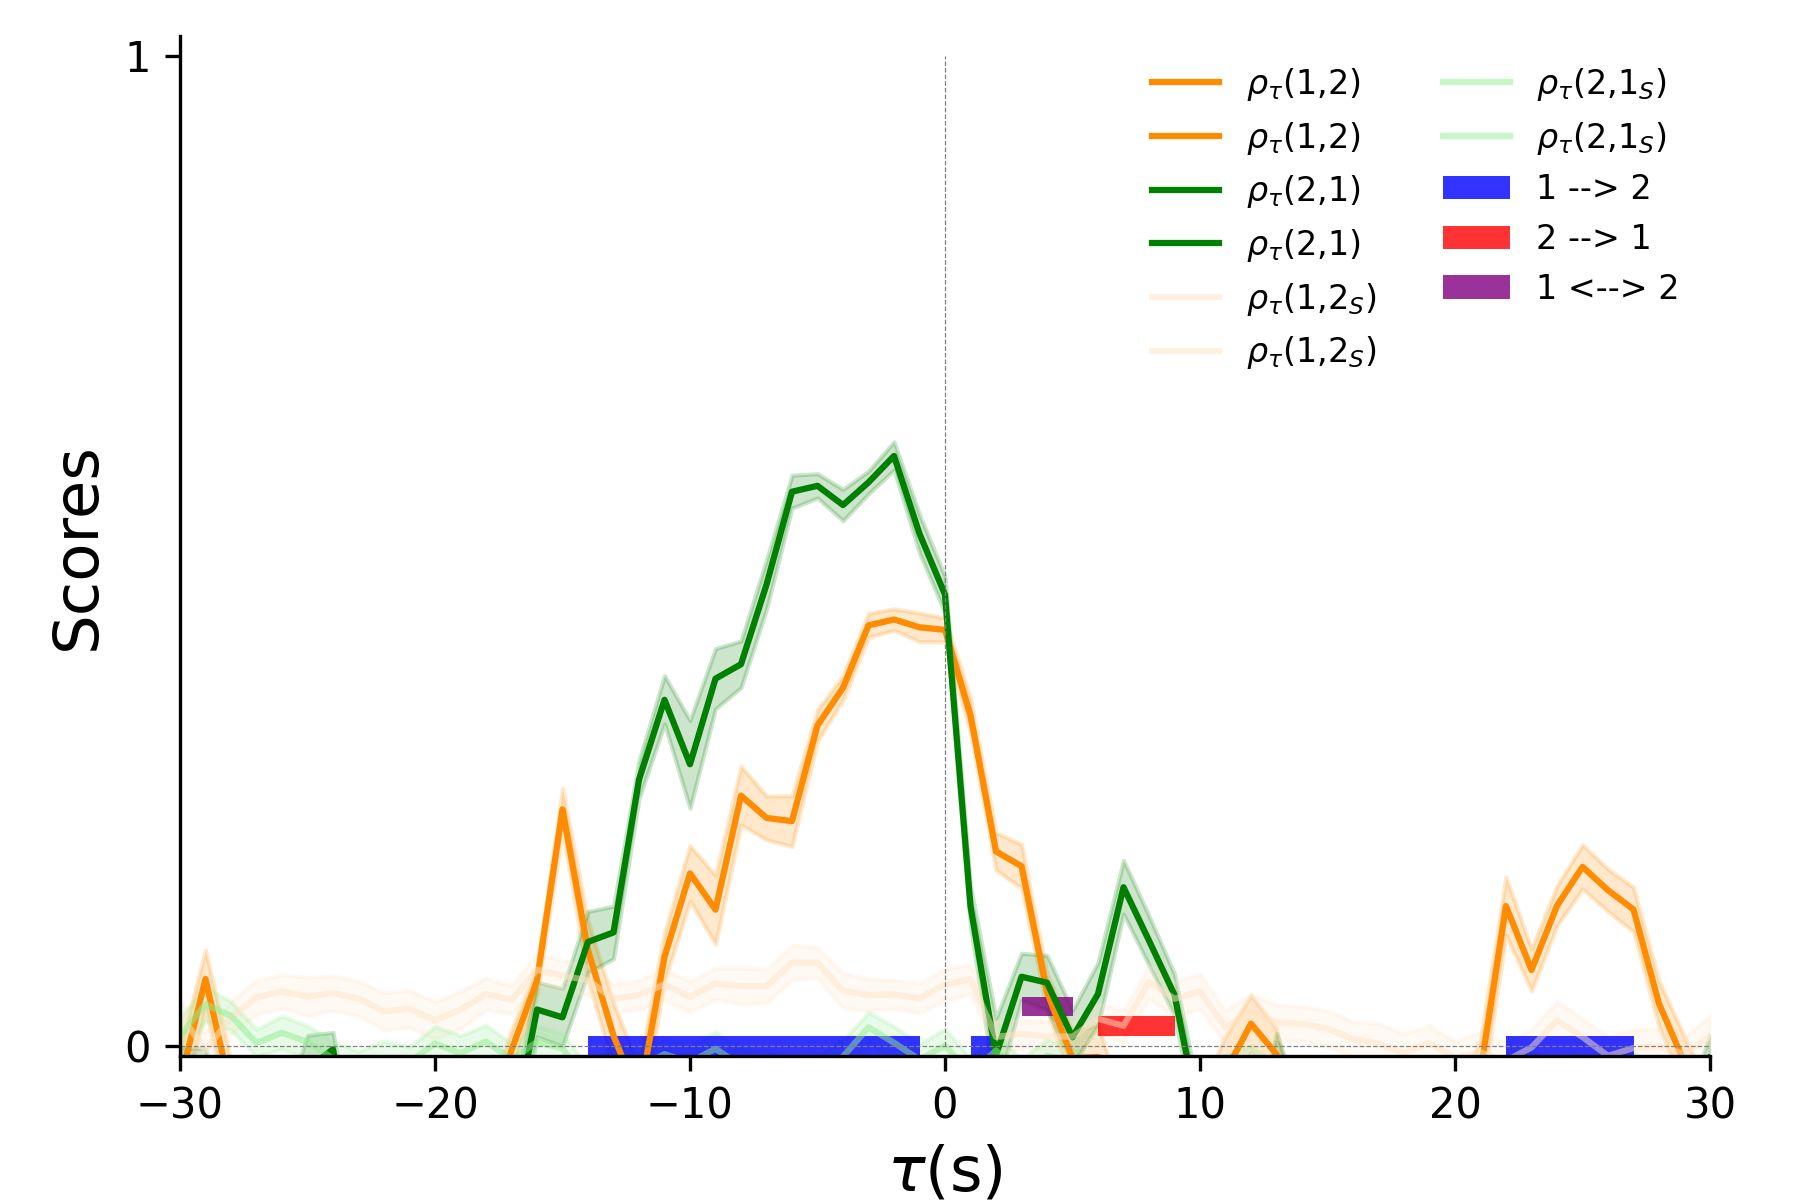 1
ρτ(1,2)
ρτ(1,2)
ρτ(2,1)
ρτ(2,1)
ρτ(1,2S)
ρτ(1,2S)
ρτ(2,1S)
ρτ(2,1S)
1 --> 2
2 --> 1
1 <--> 2
Scores
0
−30 −20 −10 0 10 20 30
τ(s)